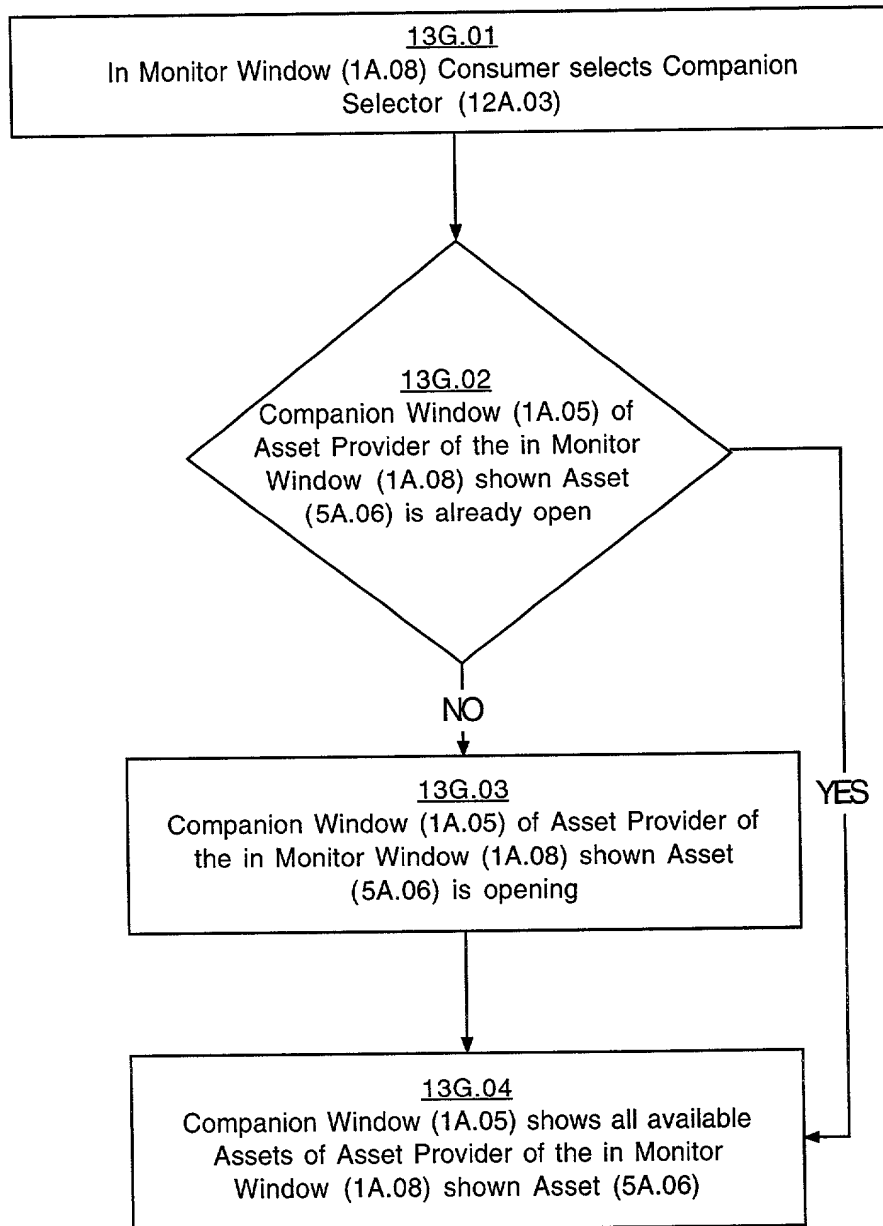 13G.01
In Monitor Window (1A.08) Consumer selects Companion
Selector (12A.03)
13G.02
Companion Window (1A.05) of
Asset Provider of the in Monitor
Window (1A.08) shown Asset
(5A.06) is already open
NO
YES
13G.03
Companion Window (1A.05) of Asset Provider of
the in Monitor Window (1A.08) shown Asset
(5A.06) is opening
13G.04
Companion Window (1A.05) shows all available
Assets of Asset Provider of the in Monitor
Window (1A.08) shown Asset (5A.06)